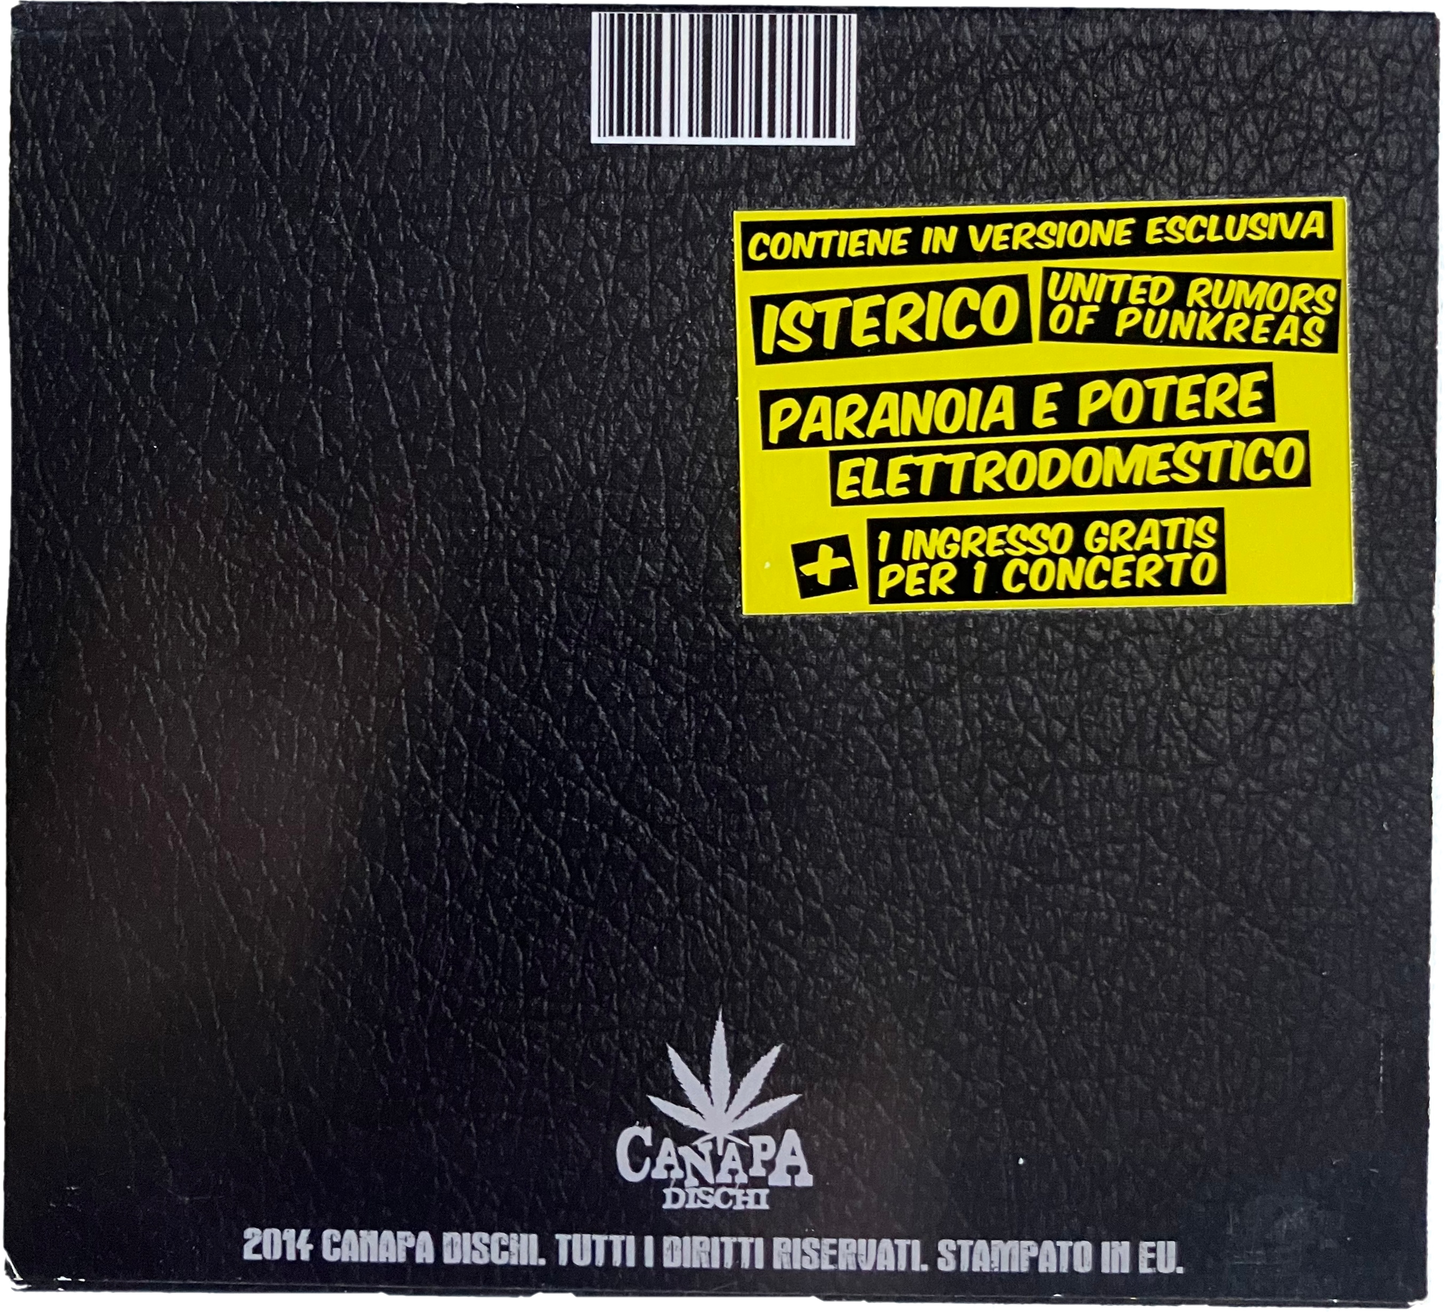 CONTIENE IN VERSIONE ESCLUSIVA
ISTERICO
UNITED RUMORS
OF PUNKREAS
PARANOIA E POTERE
ELETTRODOMESTICO
+
1 INGRESSO GRATIS
PER 1 CONCERTO
CANAPA
DISCHI
2014 CANAPA DISCHI. TUTTI I DIRITTI RISERVATI. STAMPATO IN EU.